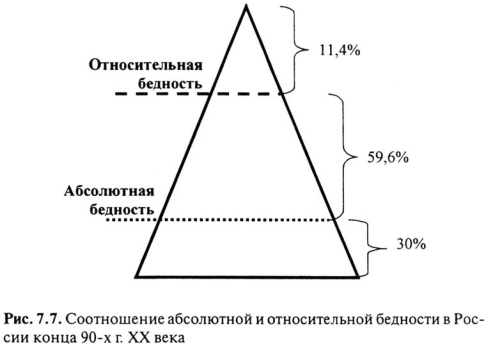 11,4%
Относительная
бедность
59,6%
Абсолютная
бедность
30%
Рис. 7.7. Соотношение абсолютной и относительной бедности в Рос-
сии конца 90-х г. XX века